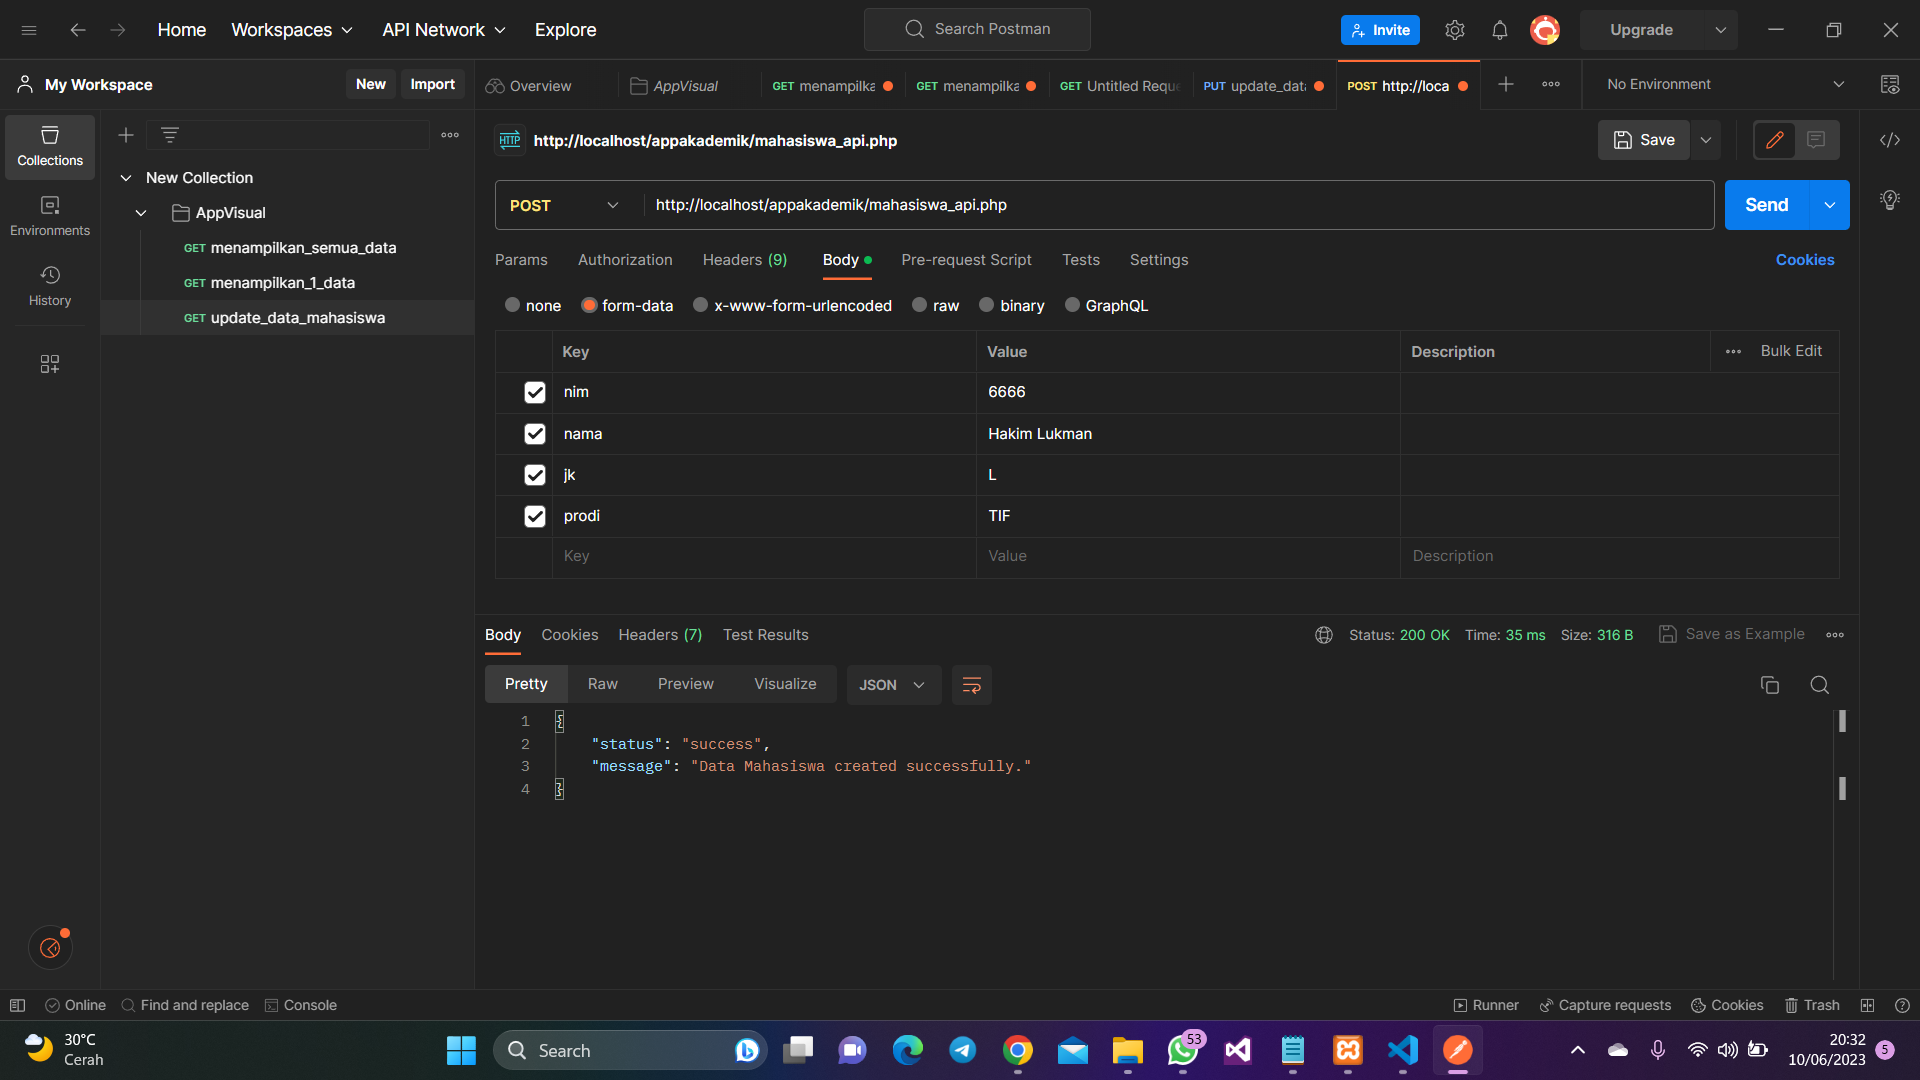 Home
Workspaces
API Network
Explore
Search Postman
Invite
Upgrade
My Workspace
New
Import
Overview
AppVisual
GET menampilka
GET menampilka
GET Untitled Reque
PUT update_dat
POST http://loca
No Environment
Collections
Environments
History
New Collection
AppVisual
GET menampilkan_semua_data
GET menampilkan_1_data
GET update_data_mahasiswa
HTTP
http://localhost/appakademik/mahasiswa_api.php
Save
POST
http://localhost/appakademik/mahasiswa_api.php
Send
Params
Authorization
Headers (9)
Body
Pre-request Script
Tests
Settings
Cookies
none
form-data
x-www-form-urlencoded
raw
binary
GraphQL
Key
Value
Description
Bulk Edit
nim
6666
nama
Hakim Lukman
jk
L
prodi
TIF
Key
Value
Description
Body
Cookies
Headers (7)
Test Results
Status: 200 OK
Time: 35 ms
Size: 316 B
Save as Example
Pretty
Raw
Preview
Visualize
JSON
1 {
2 "status": "success",
3 "message": "Data Mahasiswa created successfully."
4 }
Online
Find and replace
Console
Runner
Capture requests
Cookies
Trash
30°C
Cerah
Search
53
20:32
10/06/2023
5